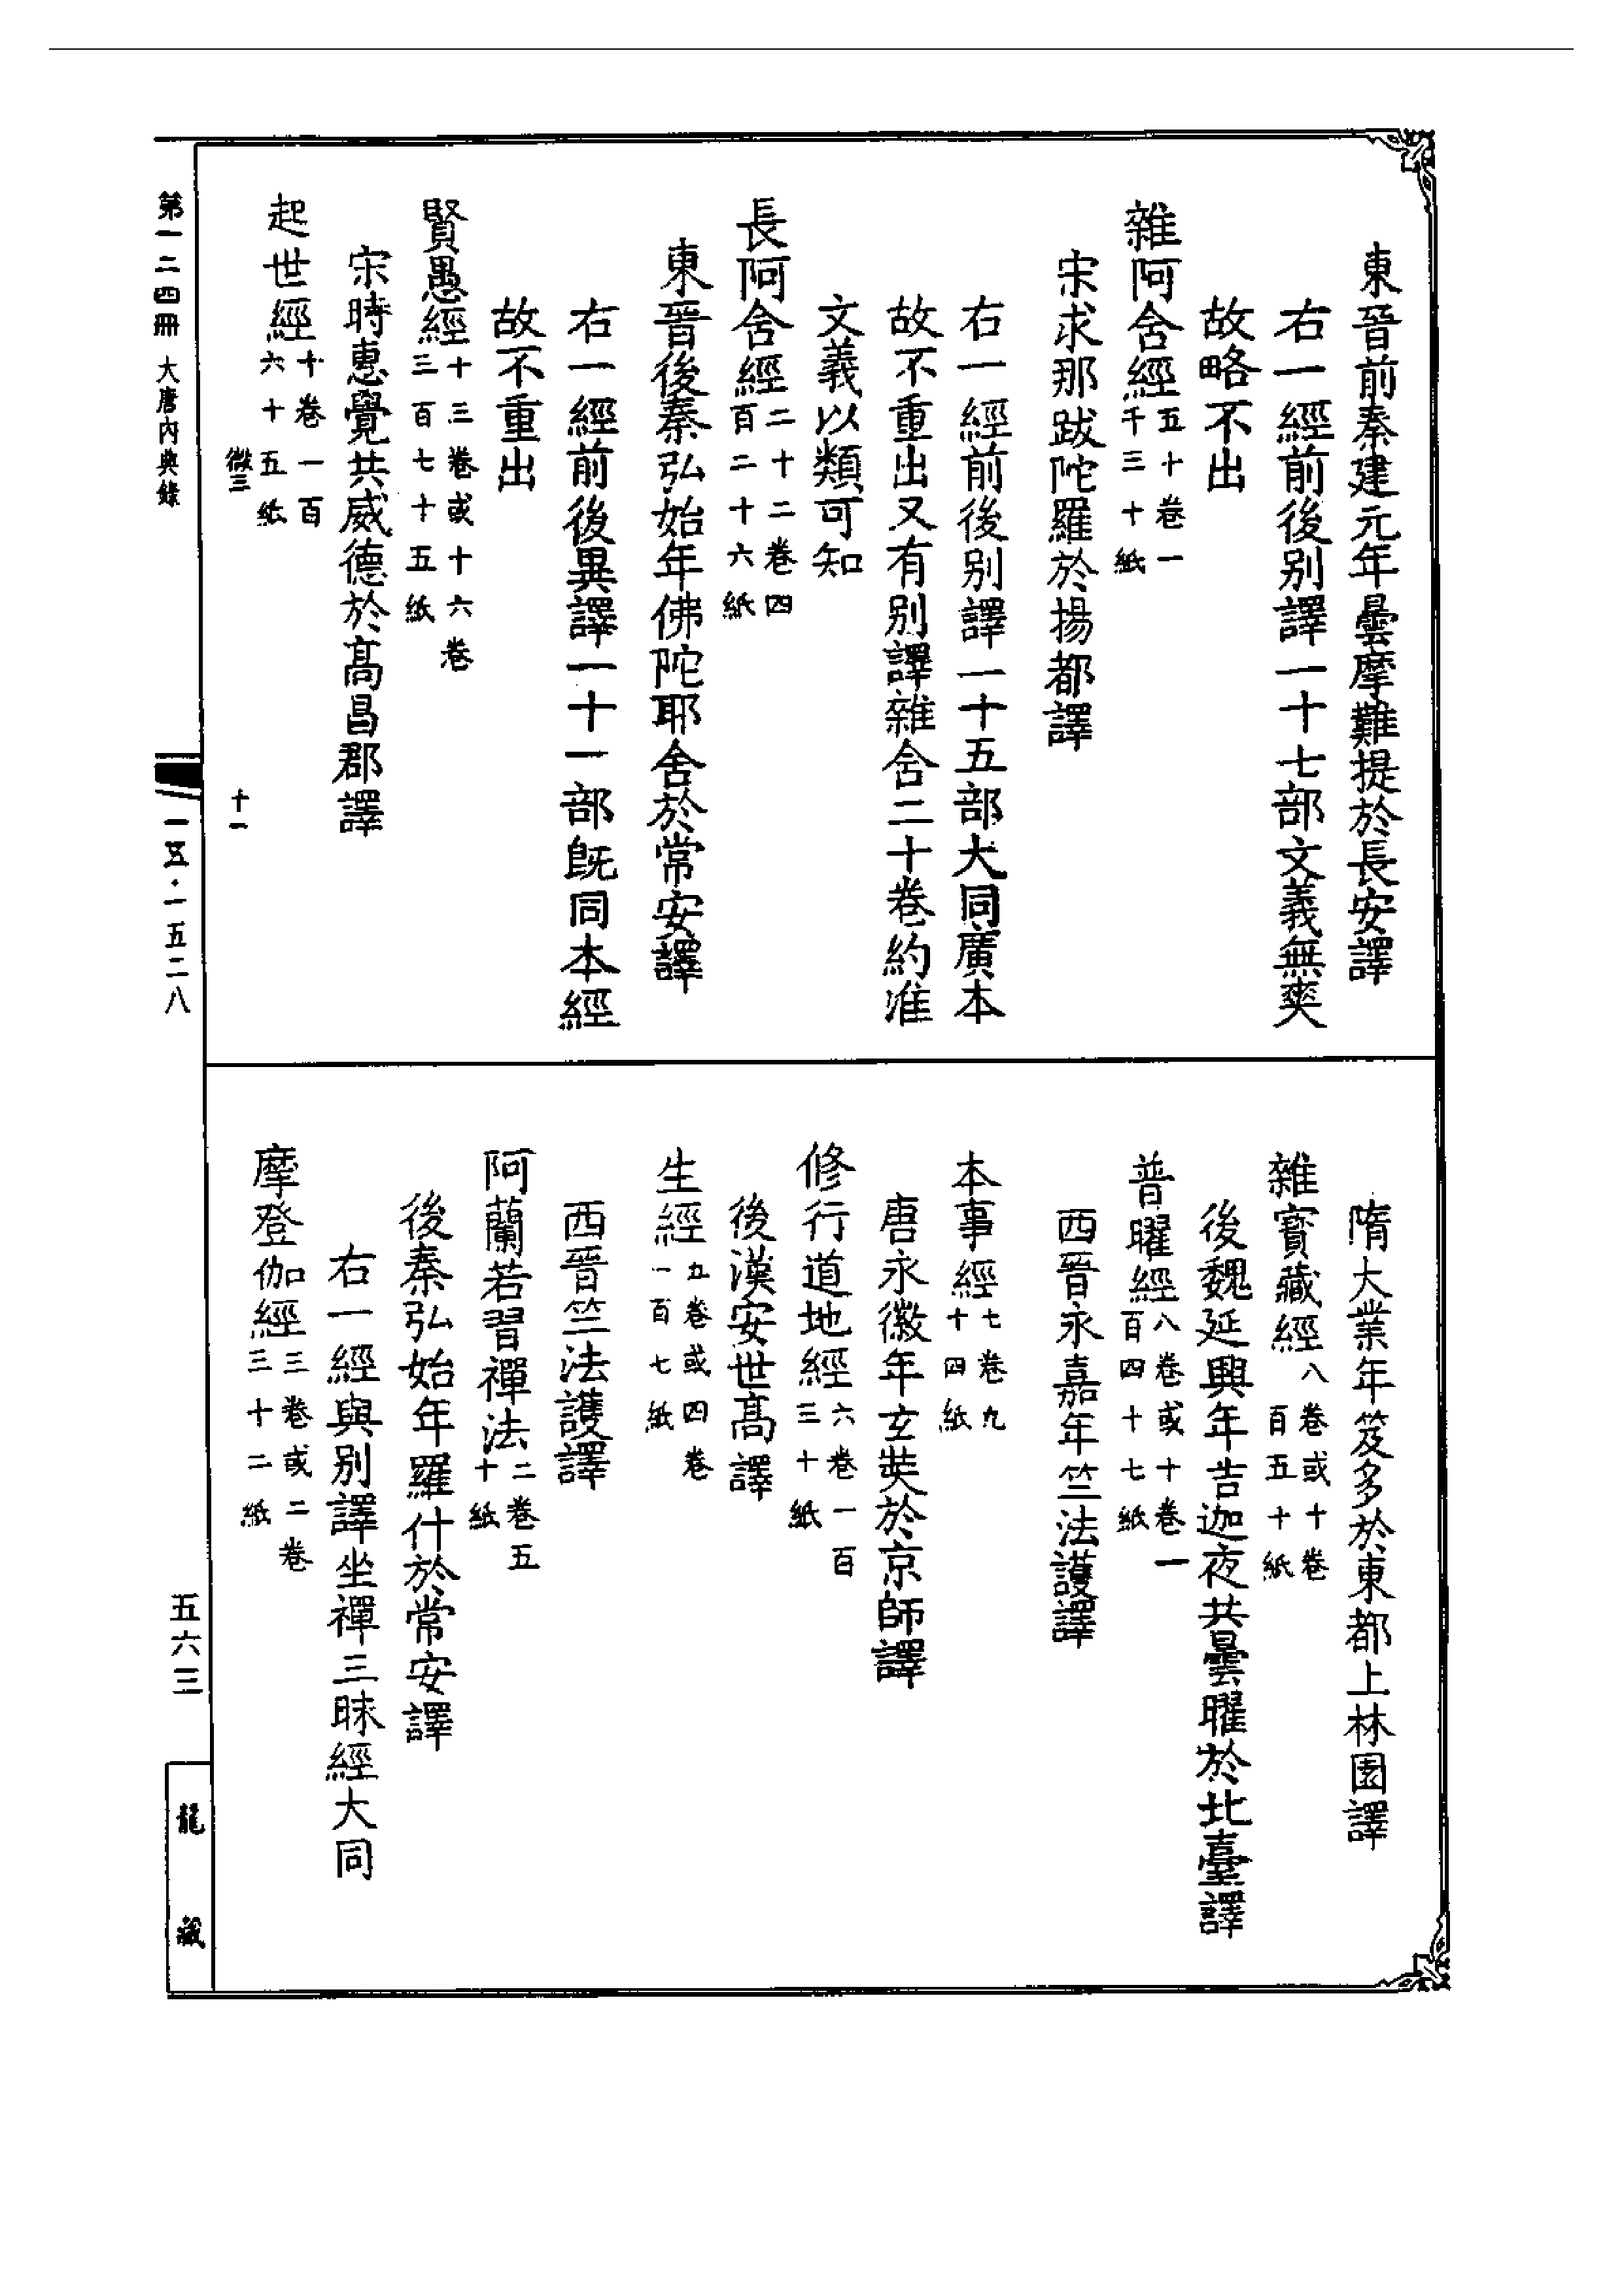 東晉前秦建元年曇摩難提於長安譯
右一經前後别譯一十七部文義無爽
故略不出
雜阿含經五十卷一千三十紙
宋求那跋陀羅於揚都譯
右一經前後别譯一十五部大同廣本
故不重出又有别譯雜含二十卷約准
文義以類可知
長阿含經二十二卷四百二十六紙
東晉後秦弘始年佛陀耶舍於常安譯
右一經前後異譯一十一部旣同本經
故不重出
賢愚經十三卷或十六卷三百七十五紙
宋時惠覺共威德於高昌郡譯
起世經十卷一百六十五紙
微三 十一
隋大業年笈多於東都上林園譯
雜寶藏經八卷或十卷百五十紙
後魏延興年吉迦夜共曇曜於北臺譯
普曜經八卷或十卷一百四十七紙
西晉永嘉年竺法護譯
本事經七卷九十四紙
唐永徽年玄奘於京師譯
修行道地經六卷一百三十紙
後漢安世高譯
生經五卷或四卷一百七紙
西晉竺法護譯
阿蘭若習禪法二卷五十紙
後秦弘始年羅什於常安譯
右一經與别譯坐禪三昧經大同
摩登伽經三卷或二卷三十二紙
第一二四冊 大唐內典錄
一五·一五二八
五六三
龍藏